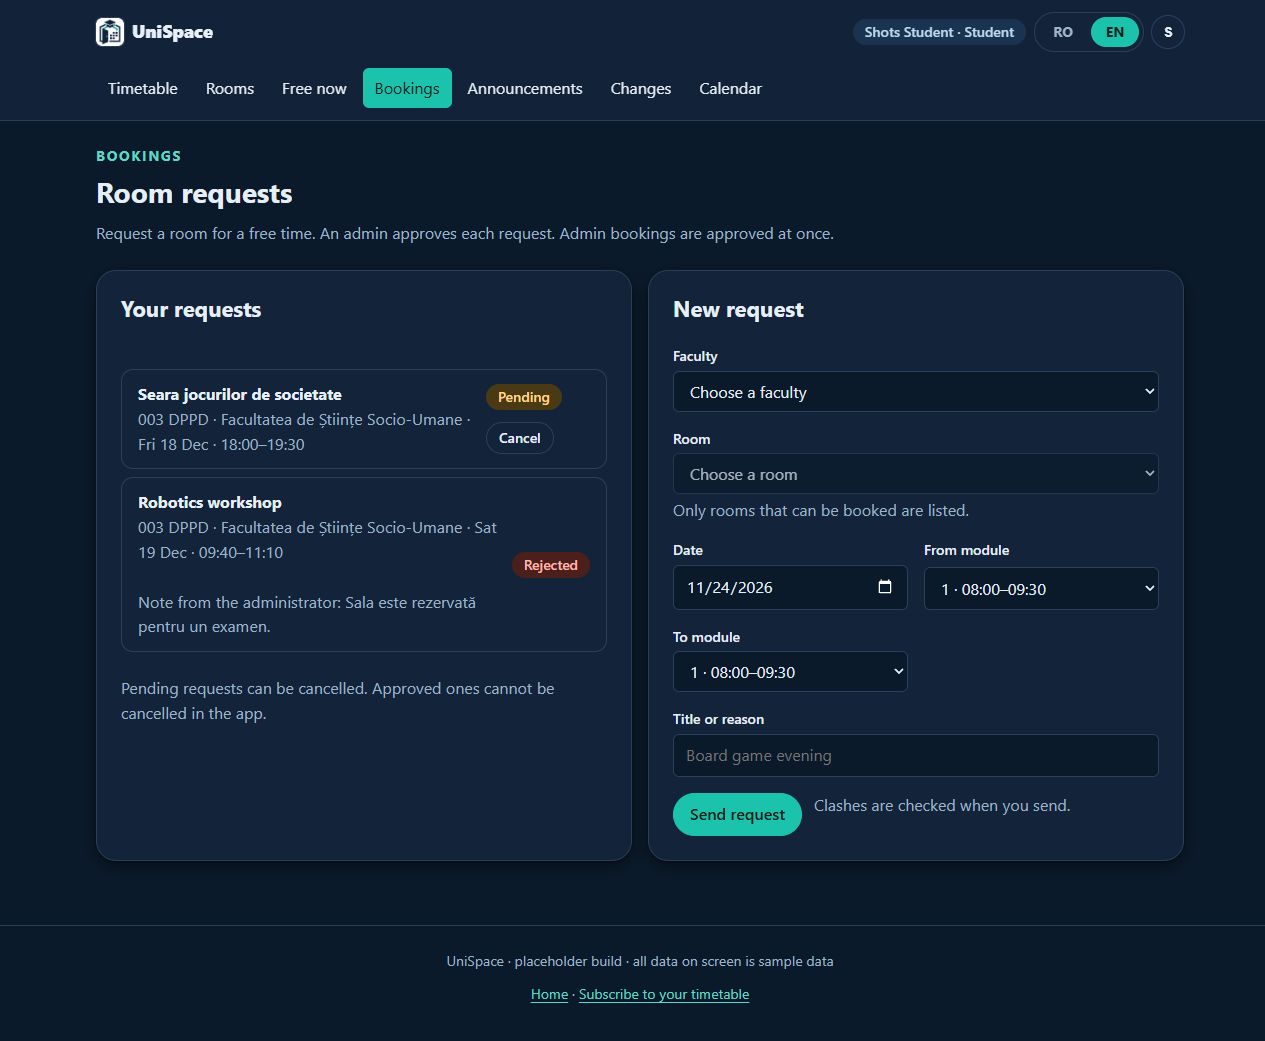 UniSpace
Shots Student · Student
RO
EN
S
Timetable
Rooms
Free now
Bookings
Announcements
Changes
Calendar
BOOKINGS
Room requests
Request a room for a free time. An admin approves each request. Admin bookings are approved at once.
Your requests
Seara jocurilor de societate
003 DPPD · Facultatea de Științe Socio-Umane ·
Fri 18 Dec · 18:00–19:30
Pending
Cancel
Robotics workshop
003 DPPD · Facultatea de Științe Socio-Umane · Sat
19 Dec · 09:40–11:10
Note from the administrator: Sala este rezervată
pentru un examen.
Rejected
Pending requests can be cancelled. Approved ones cannot be
cancelled in the app.
New request
Faculty
Choose a faculty
Room
Choose a room
Only rooms that can be booked are listed.
Date
11/24/2026
From module
1 · 08:00–09:30
To module
1 · 08:00–09:30
Title or reason
Board game evening
Send request
Clashes are checked when you send.
UniSpace · placeholder build · all data on screen is sample data
Home · Subscribe to your timetable